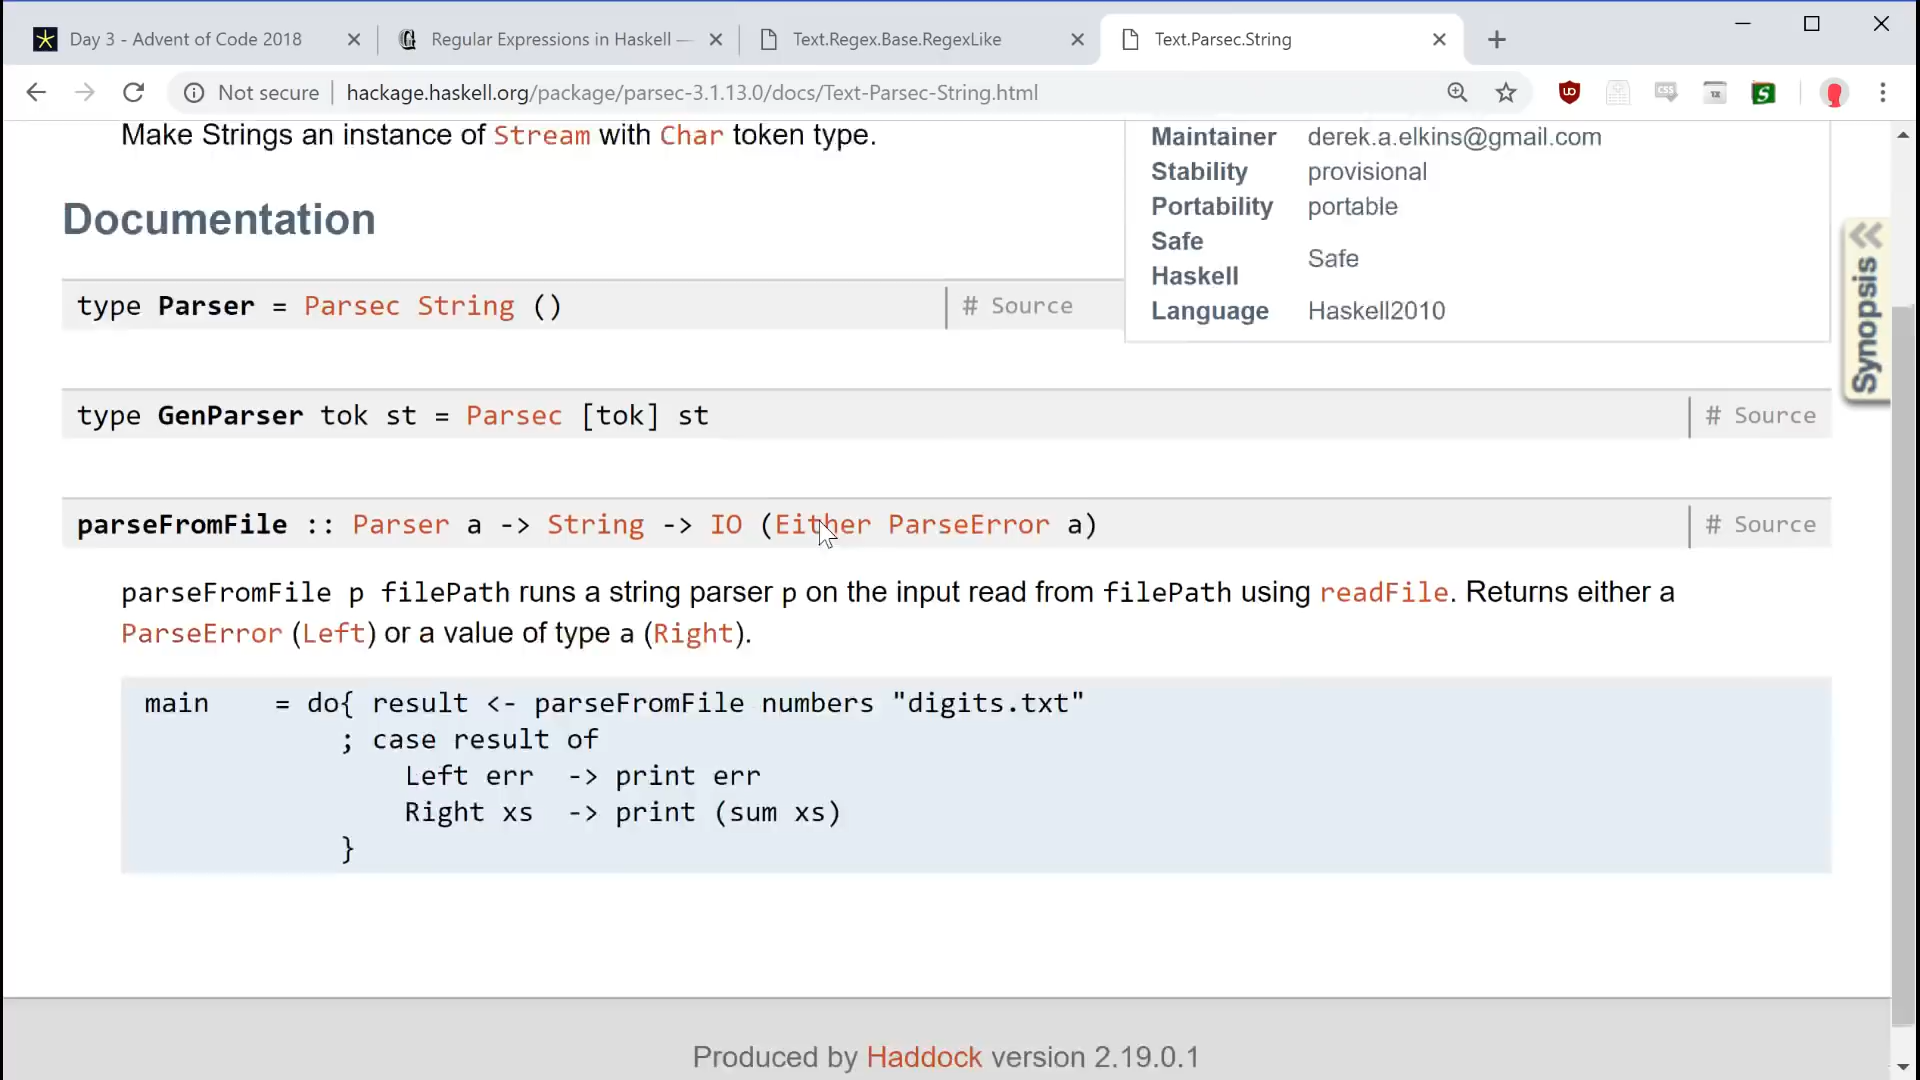 Day 3 - Advent of Code 2018
Regular Expressions in Haskell —
Text.Regex.Base.RegexLike
Text.Parsec.String
Not secure
hackage.haskell.org/package/parsec-3.1.13.0/docs/Text-Parsec-String.html
Make Strings an instance of Stream with Char token type.
Maintainer derek.a.elkins@gmail.com
Stability provisional
Portability portable
Safe Haskell Safe
Language Haskell2010
Synopsis
Documentation
type Parser = Parsec String () # Source
type GenParser tok st = Parsec [tok] st # Source
parseFromFile :: Parser a -> String -> IO (Either ParseError a) # Source
parseFromFile p filePath runs a string parser p on the input read from filePath using readFile. Returns either a
ParseError (Left) or a value of type a (Right).
main = do{ result <- parseFromFile numbers "digits.txt"
; case result of
Left err -> print err
Right xs -> print (sum xs)
}
Produced by Haddock version 2.19.0.1